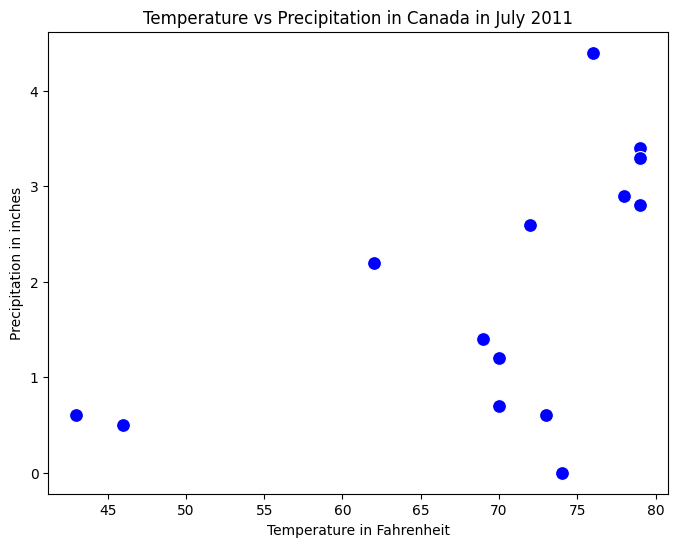 Temperature vs Precipitation in Canada in July 2011
Precipitation in inches
4
3
2
1
0
45 50 55 60 65 70 75 80
Temperature in Fahrenheit